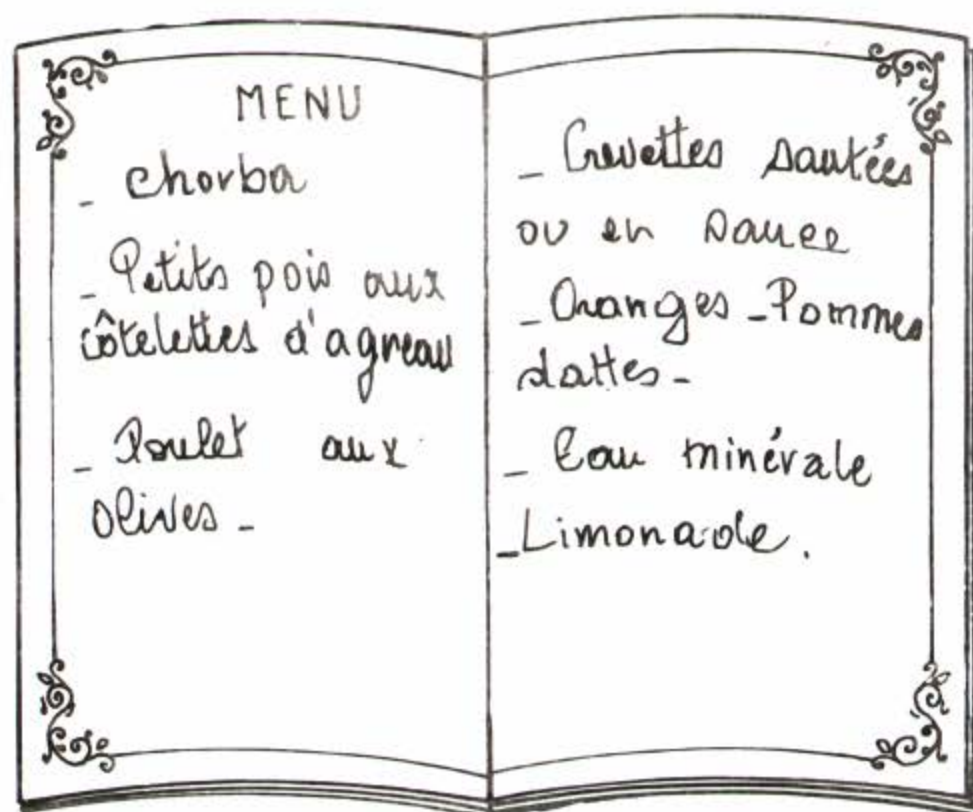 MENU
_ Chorba
_ Petits pois aux
côtelettes d'agneau
_ Poulet aux
olives _
_ Crevettes sautées
ou en sauce
_ Oranges _ Pommes
dattes _
_ Eau minérale
_ Limonade.